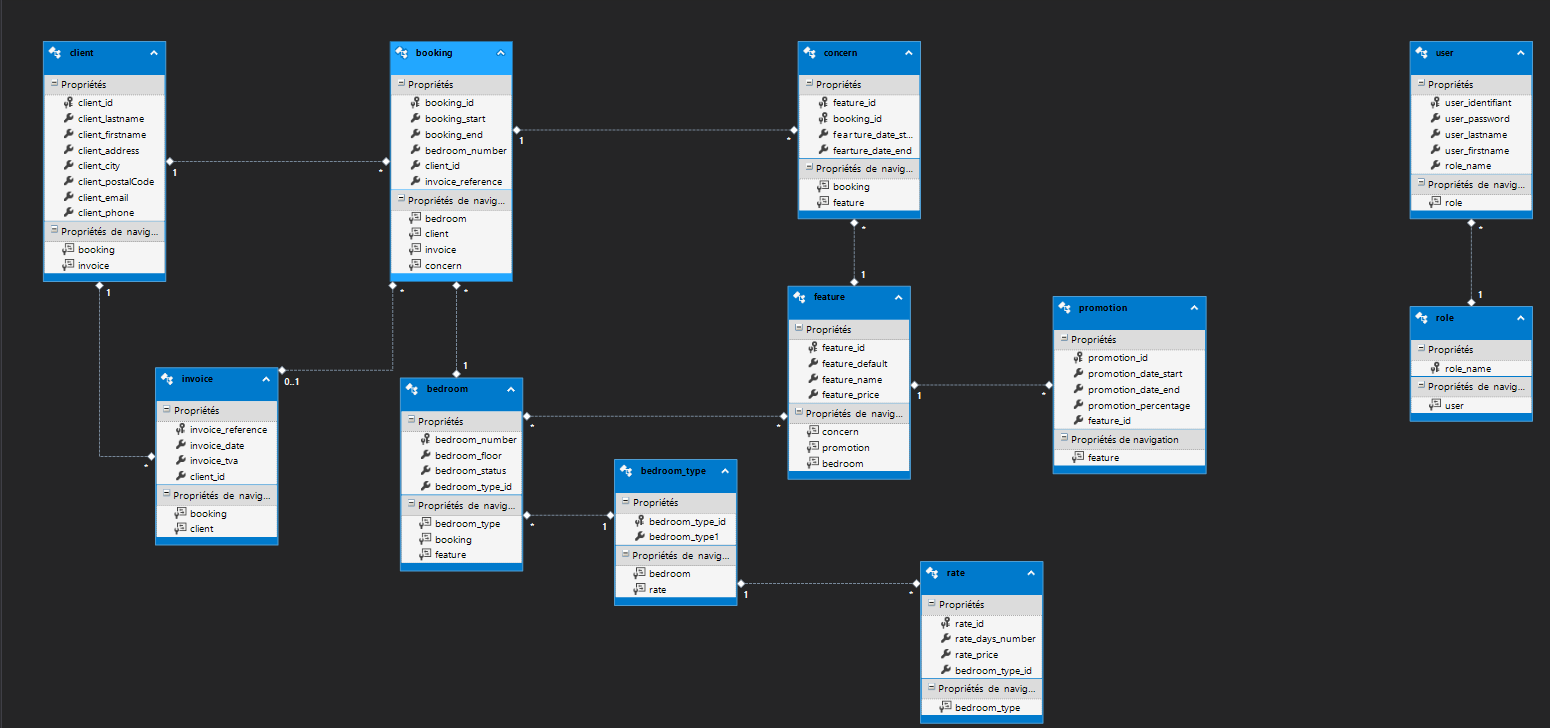 client
Propriétés
client_id
client_lastname
client_firstname
client_address
client_city
client_postalCode
client_email
client_phone
Propriétés de navig...
booking
invoice
1
*
1
*
booking
Propriétés
booking_id
booking_start
booking_end
bedroom_number
client_id
invoice_reference
Propriétés de navig...
bedroom
client
invoice
concern
1
*
*
0..1
*
1
concern
Propriétés
feature_id
booking_id
fearture_date_st...
fearture_date_end
Propriétés de navig...
booking
feature
*
1
user
Propriétés
user_identifiant
user_password
user_lastname
user_firstname
role_name
Propriétés de navig...
role
*
1
invoice
Propriétés
invoice_reference
invoice_date
invoice_tva
client_id
Propriétés de navig...
booking
client
bedroom
Propriétés
bedroom_number
bedroom_floor
bedroom_status
bedroom_type_id
Propriétés de navig...
bedroom_type
booking
feature
*
*
*
1
feature
Propriétés
feature_id
feature_default
feature_name
feature_price
Propriétés de navig...
concern
promotion
bedroom
1
*
promotion
Propriétés
promotion_id
promotion_date_start
promotion_date_end
promotion_percentage
feature_id
Propriétés de navigation
feature
role
Propriétés
role_name
Propriétés de navig...
user
bedroom_type
Propriétés
bedroom_type_id
bedroom_type1
Propriétés de navig...
bedroom
rate
1
*
rate
Propriétés
rate_id
rate_days_number
rate_price
bedroom_type_id
Propriétés de navig...
bedroom_type